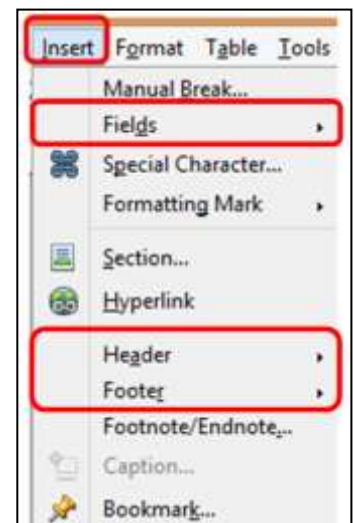 Insert Format Table Tools
Manual Break...
Fields
Special Character...
Formatting Mark
Section...
Hyperlink
Header
Footer
Footnote/Endnote...
Caption...
Bookmark...